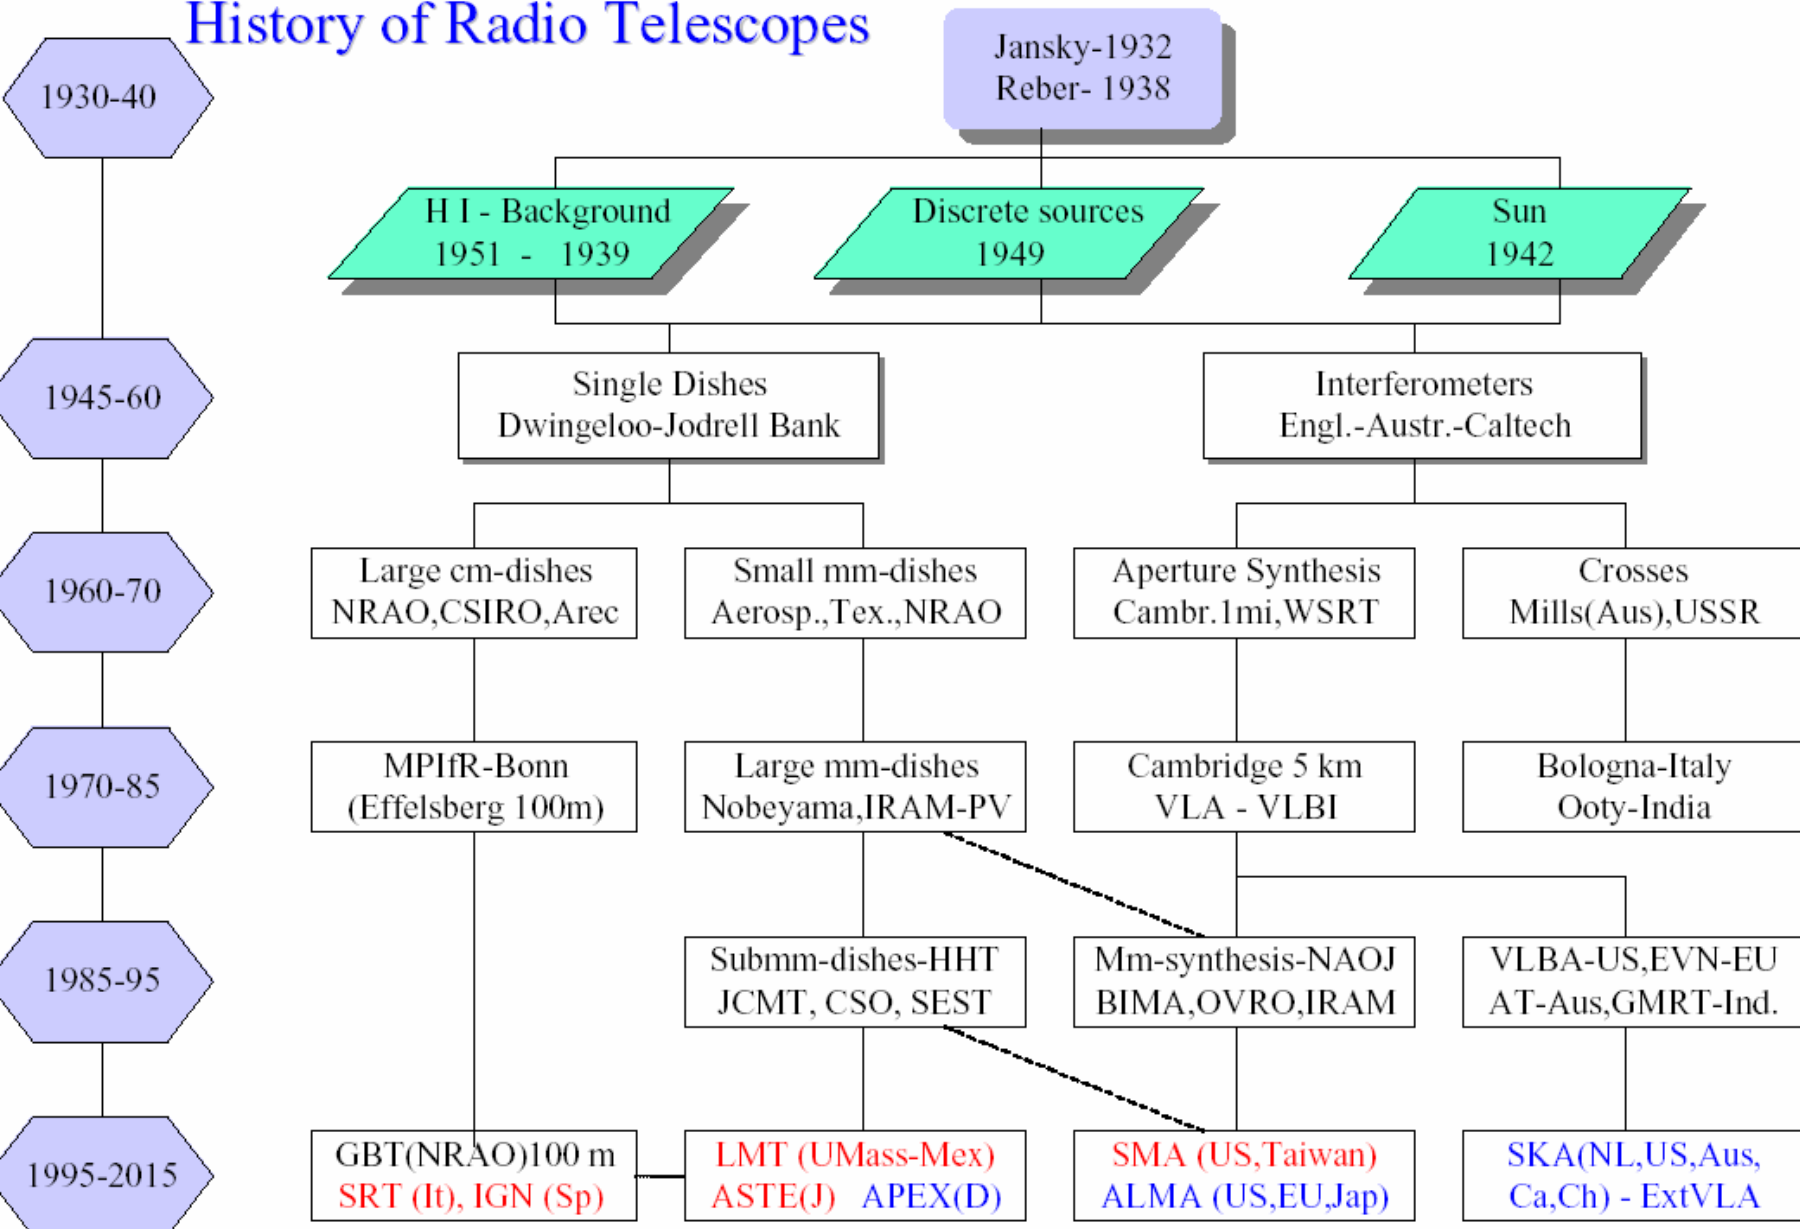 History of Radio Telescopes
Jansky-1932
Reber- 1938
1930-40
H I - Background
1951 - 1939
Discrete sources
1949
Sun
1942
1945-60
Single Dishes
Dwingeloo-Jodrell Bank
Interferometers
Engl.-Austr.-Caltech
1960-70
Large cm-dishes
NRAO,CSIRO,Arec
Small mm-dishes
Aerosp.,Tex.,NRAO
Aperture Synthesis
Cambr.1mi,WSRT
Crosses
Mills(Aus),USSR
1970-85
MPIfR-Bonn
(Effelsberg 100m)
Large mm-dishes
Nobeyama,IRAM-PV
Cambridge 5 km
VLA - VLBI
Bologna-Italy
Ooty-India
1985-95
Submm-dishes-HHT
JCMT, CSO, SEST
Mm-synthesis-NAOJ
BIMA,OVRO,IRAM
VLBA-US,EVN-EU
AT-Aus,GMRT-Ind.
1995-2015
GBT(NRAO)100 m
SRT (It), IGN (Sp)
LMT (UMass-Mex)
ASTE(J) APEX(D)
SMA (US,Taiwan)
ALMA (US,EU,Jap)
SKA(NL,US,Aus,
Ca,Ch) - ExtVLA